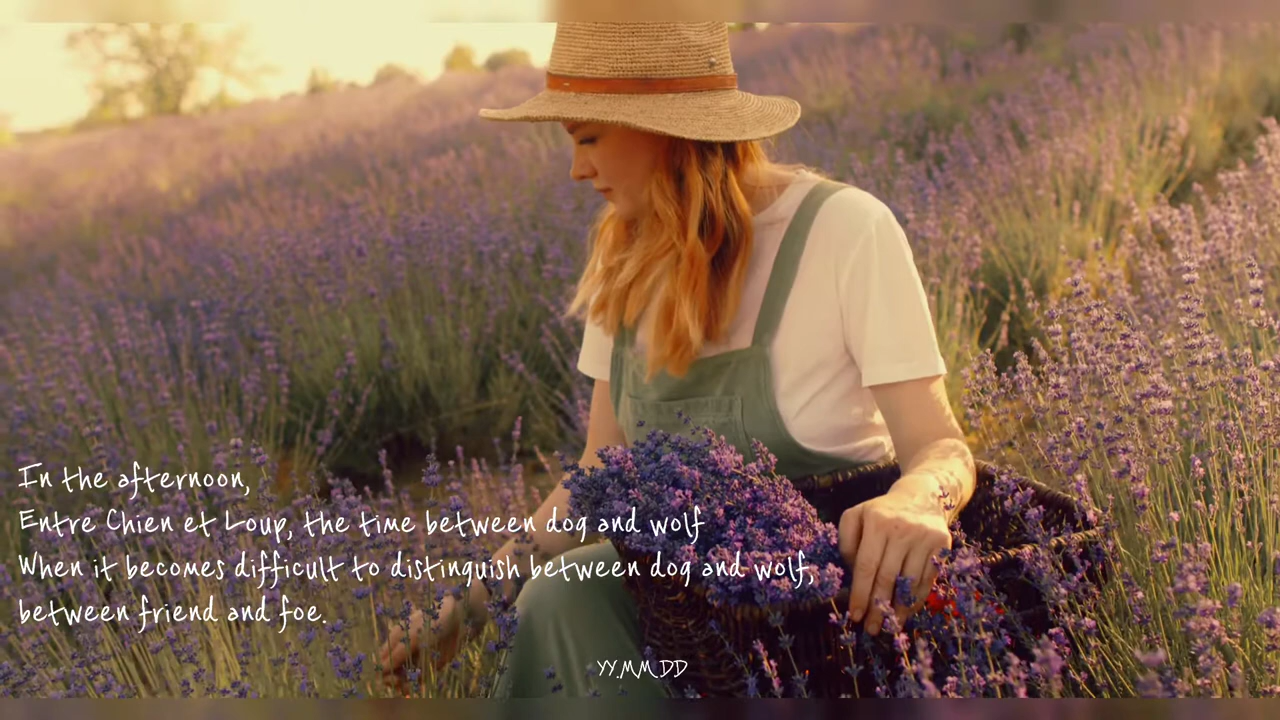 In the afternoon,
Entre Chien et Loup, the time between dog and wolf
When it becomes difficult to distinguish between dog and wolf,
between friend and foe.
YY.MM.DD